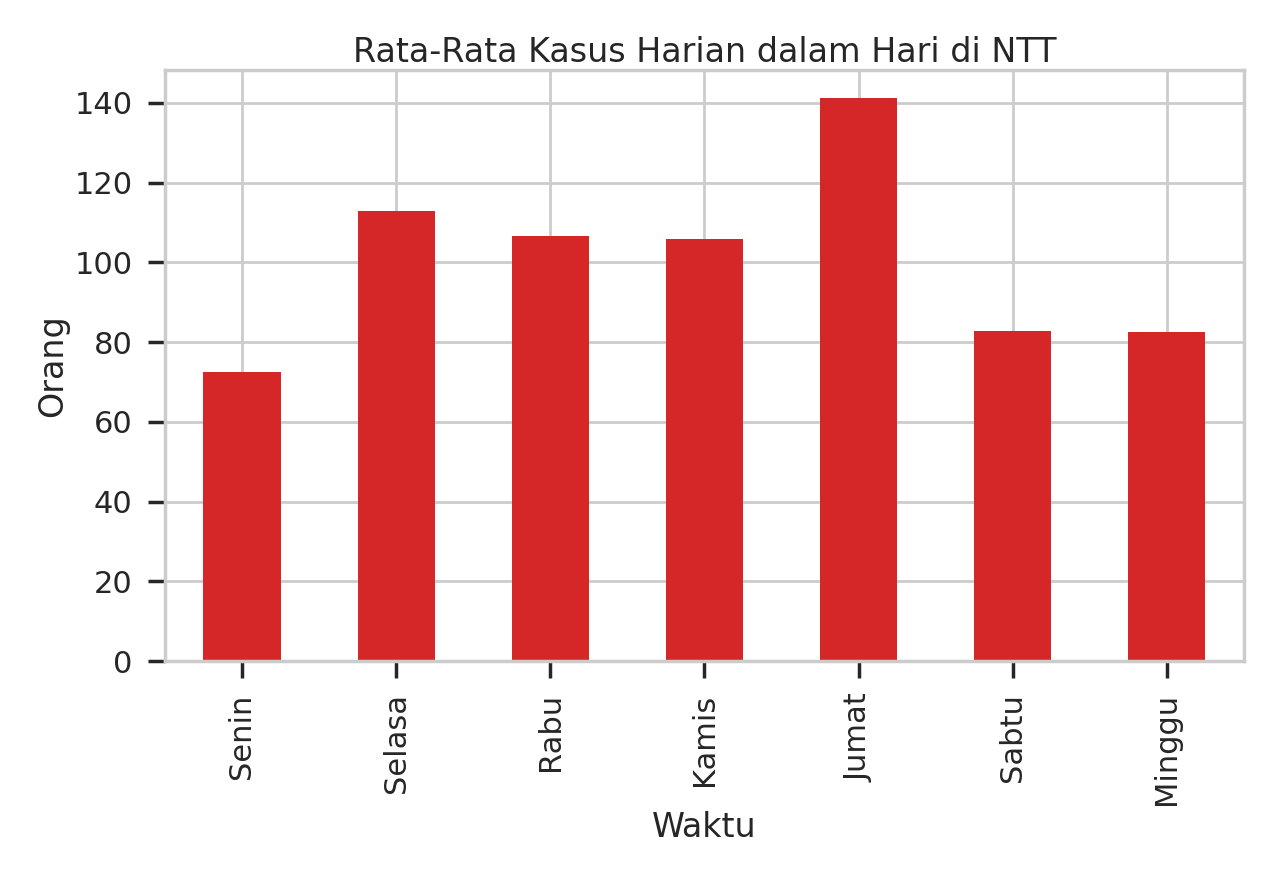 Rata-Rata Kasus Harian dalam Hari di NTT
140
120
100
80
60
40
20
0
Orang
Senin
Selasa
Rabu
Kamis
Jumat
Sabtu
Minggu
Waktu